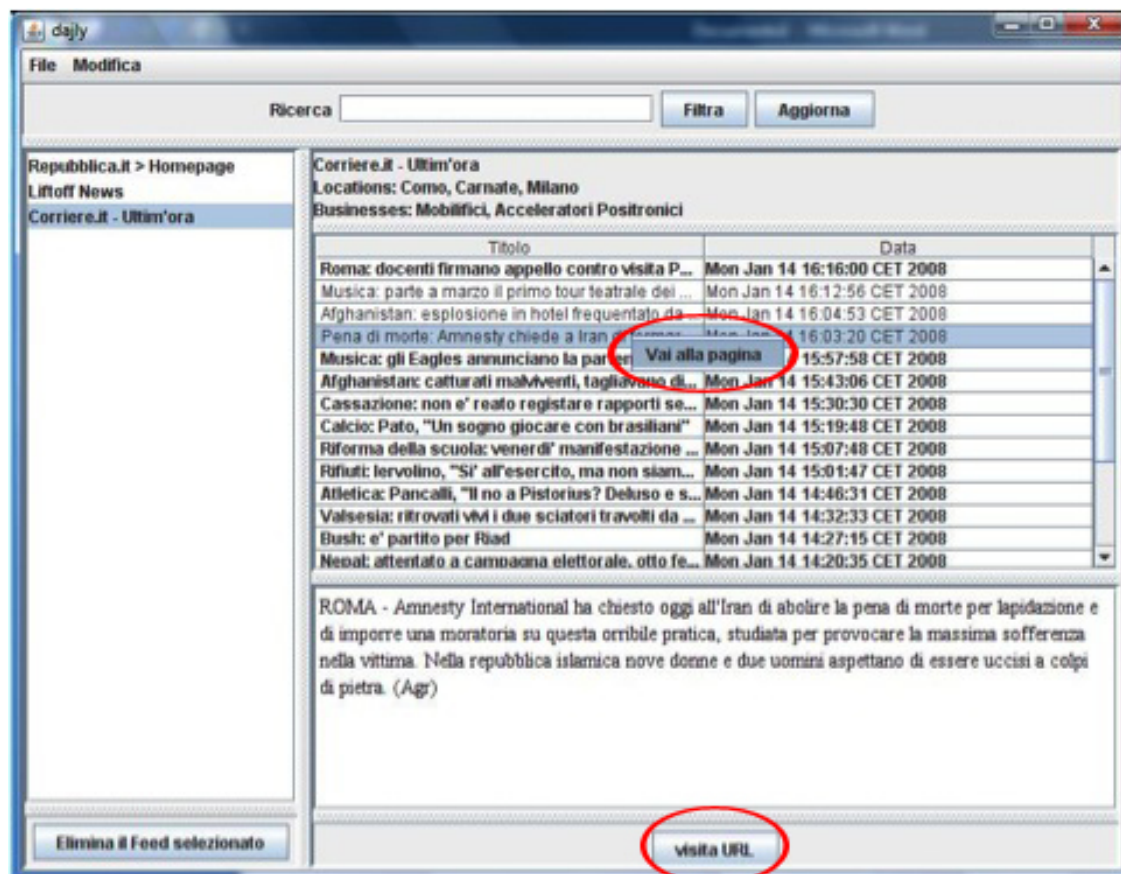 dajly
File Modifica
Ricerca Filtra Aggiorna
Repubblica.it > Homepage
Liftoff News
Corriere.it - Ultim'ora
Elimina il Feed selezionato
Corriere.it - Ultim'ora
Locations: Como, Carnate, Milano
Businesses: Mobilifici, Acceleratori Positronici
Titolo Data
Roma: docenti firmano appello contro visita P... Mon Jan 14 16:16:00 CET 2008
Musica: parte a marzo il primo tour teatrale dei ... Mon Jan 14 16:12:56 CET 2008
Afghanistan: esplosione in hotel frequentato da ... Mon Jan 14 16:04:53 CET 2008
Pena di morte: Amnesty chiede a Iran 16:03:20 CET 2008
Vai alla pagina
Musica: gli Eagles annunciano la 15:57:58 CET 2008
Afghanistan: catturati malviventi, tagliavano di... Mon Jan 14 15:43:06 CET 2008
Cassazione: non e' reato registare rapporti se... Mon Jan 14 15:30:30 CET 2008
Calcio: Pato, "Un sogno giocare con brasiliani" Mon Jan 14 15:19:48 CET 2008
Riforma della scuola: venerdi' manifestazione ... Mon Jan 14 15:07:48 CET 2008
Rifiuti: Iervolino, "Si' all'esercito, ma non siam... Mon Jan 14 15:01:47 CET 2008
Atletica: Pancalli, "Il no a Pistorius? Deluso e s... Mon Jan 14 14:46:31 CET 2008
Valsesia: ritrovati vivi i due sciatori travolti da ... Mon Jan 14 14:32:33 CET 2008
Bush: e' partito per Riad Mon Jan 14 14:27:15 CET 2008
Nepal: attentato a campagna elettorale, otto fe... Mon Jan 14 14:20:35 CET 2008
ROMA - Amnesty International ha chiesto oggi all'Iran di abolire la pena di morte per lapidazione e
di imporre una moratoria su questa orribile pratica, studiata per provocare la massima sofferenza
nella vittima. Nella repubblica islamica nove donne e due uomini aspettano di essere uccisi a colpi
di pietra. (Agr)
visita URL